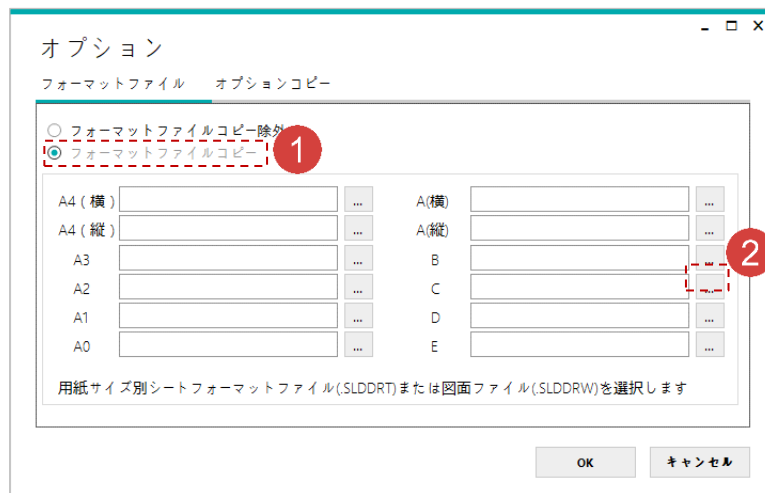 オプション
フォーマットファイル オプションコピー
フォーマットファイルコピー除外
フォーマットファイルコピー
1
A4 ( 横 ) ... A(横) ...
A4 ( 縦 ) ... A(縦) ...
A3 ... B ...
2
A2 ... C ...
A1 ... D ...
A0 ... E ...
用紙サイズ別シートフォーマットファイル(.SLDDRT)または図面ファイル(.SLDDRW)を選択します
OK キャンセル